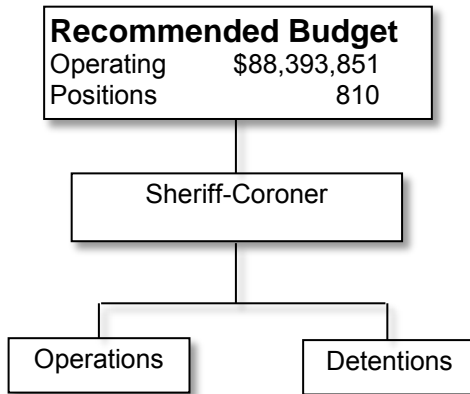 Recommended Budget
Operating $88,393,851
Positions 810
Sheriff-Coroner
Operations
Detentions